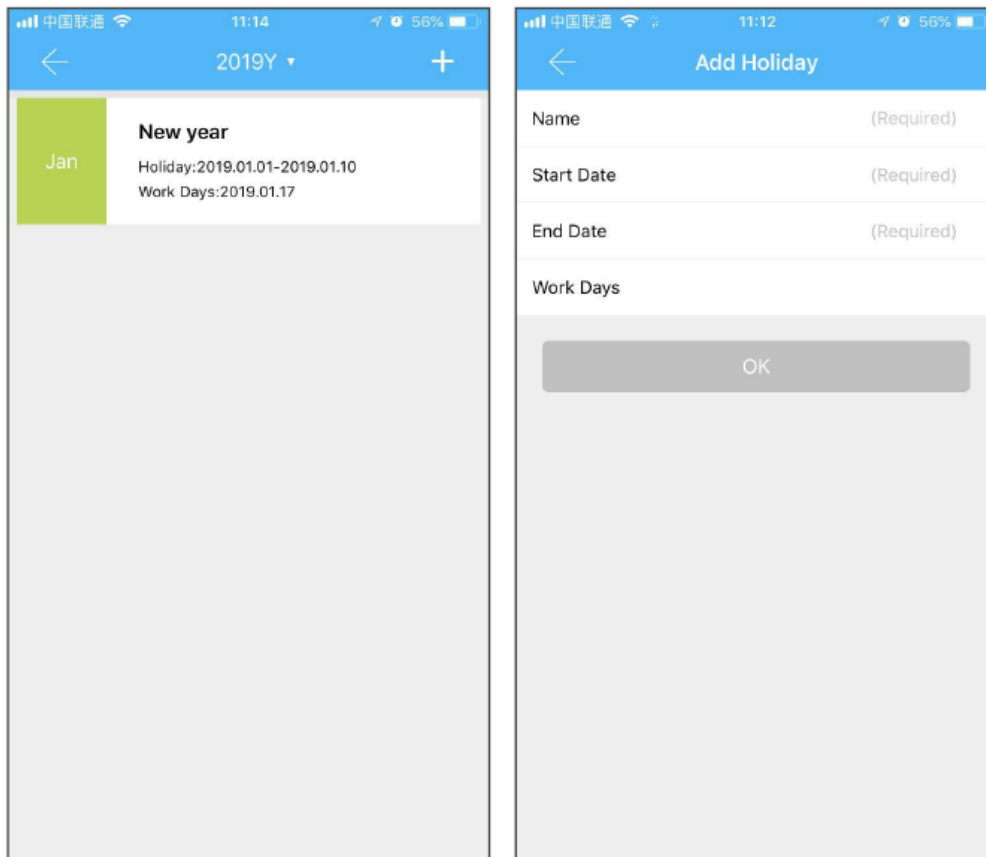 中国联通 11:14 56%
2019Y
Jan
New year
Holiday:2019.01.01-2019.01.10
Work Days:2019.01.17
中国联通 11:12 56%
Add Holiday
Name (Required)
Start Date (Required)
End Date (Required)
Work Days
OK